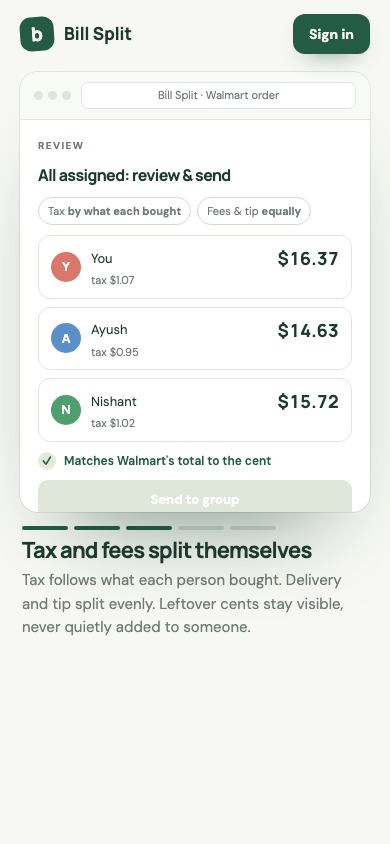 b
Bill Split
Sign in
Bill Split · Walmart order
REVIEW
All assigned: review & send
Tax by what each bought
Fees & tip equally
Y
You
$16.37
tax $1.07
A
Ayush
$14.63
tax $0.95
N
Nishant
$15.72
tax $1.02
Matches Walmart's total to the cent
Send to group
Tax and fees split themselves
Tax follows what each person bought. Delivery
and tip split evenly. Leftover cents stay visible,
never quietly added to someone.